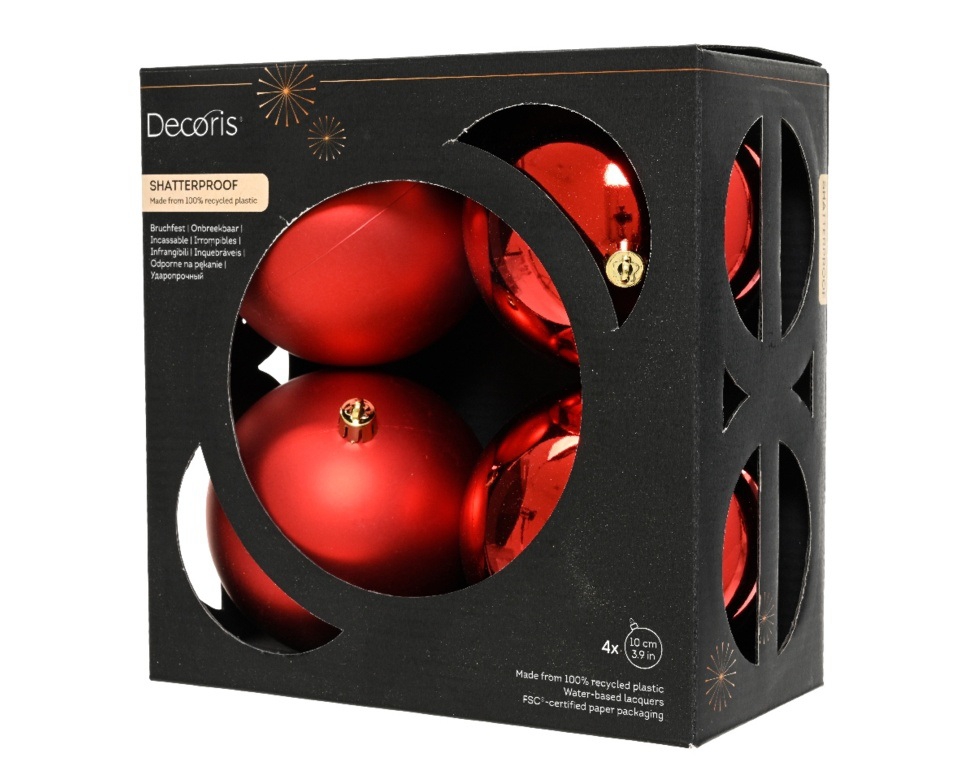 Decoris
SHATTERPROOF
Made from 100% recycled plastic
Bruchfest | Onbreekbaar |
Incassable | Irrompibles |
Infrangibili | Inquebráveis |
Odporne na pękanie |
Ударопрочный
4x
10 cm
3.9 in
Made from 100% recycled plastic
Water-based lacquers
FSC®-certified paper packaging
SHATTERPROOF